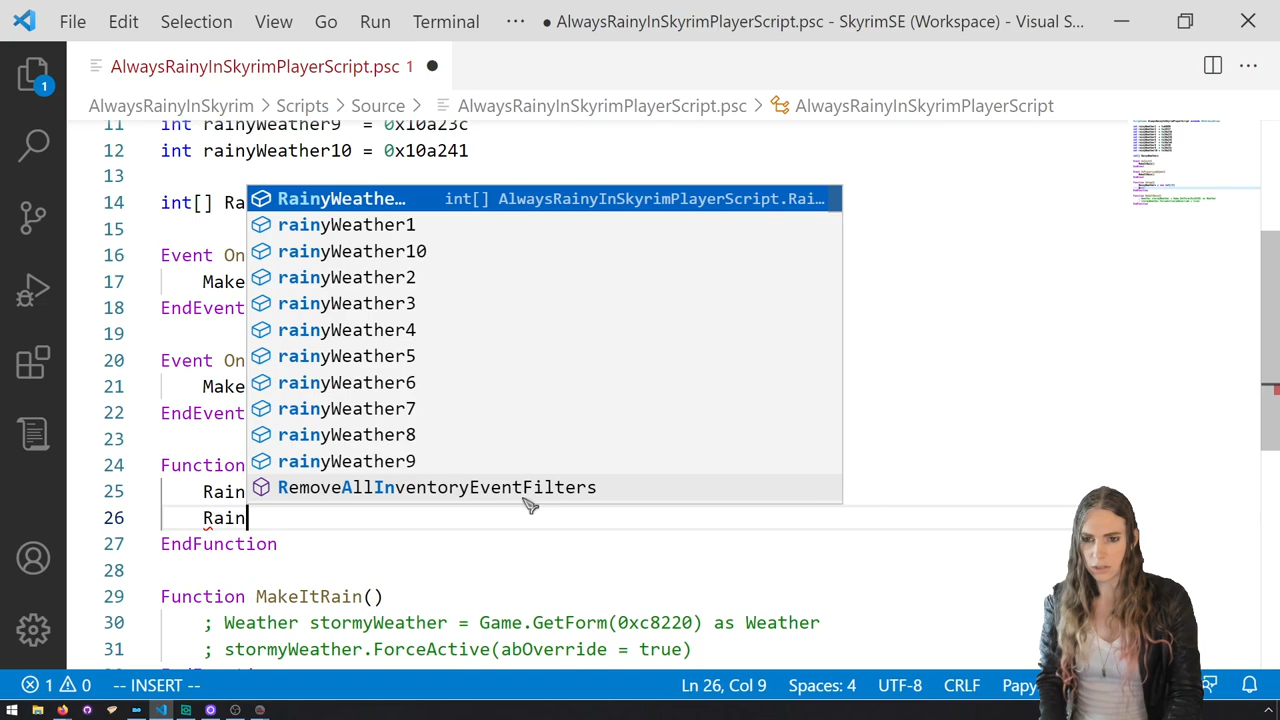 File Edit Selection View Go Run Terminal ··· ● AlwaysRainyInSkyrimPlayerScript.psc - SkyrimSE (Workspace) - Visual S...
AlwaysRainyInSkyrimPlayerScript.psc 1 ●
AlwaysRainyInSkyrim > Scripts > Source > AlwaysRainyInSkyrimPlayerScript.psc > AlwaysRainyInSkyrimPlayerScript
1
11 int rainyWeather9 = 0x10a23c
12 int rainyWeather10 = 0x10a241
13
14 int[] Ra
RainyWeathe... int[] AlwaysRainyInSkyrimPlayerScript.Rai...
rainyWeather1
rainyWeather10
rainyWeather2
rainyWeather3
rainyWeather4
rainyWeather5
rainyWeather6
rainyWeather7
rainyWeather8
rainyWeather9
RemoveAllInventoryEventFilters
15
16 Event On
17 Make
18 EndEvent
19
20 Event On
21 Make
22 EndEvent
23
24 Function
25 Rain
26 Rain
27 EndFunction
28
29 Function MakeItRain()
30 ; Weather stormyWeather = Game.GetForm(0xc8220) as Weather
31 ; stormyWeather.ForceActive(abOverride = true)
1 0 -- INSERT -- Ln 26, Col 9 Spaces: 4 UTF-8 CRLF Papy